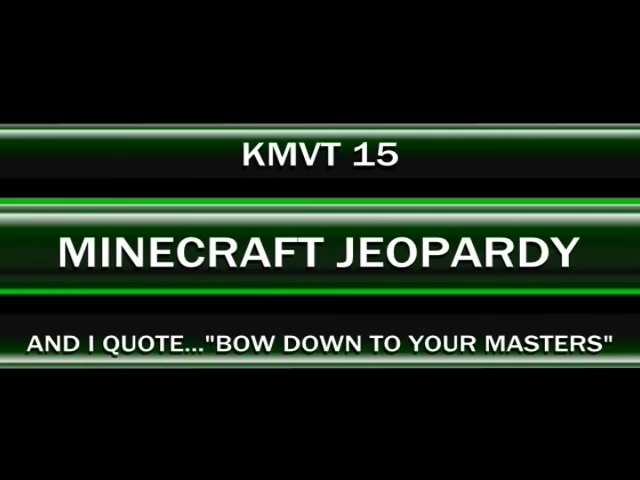 KMVT 15
MINECRAFT JEOPARDY
AND I QUOTE..."BOW DOWN TO YOUR MASTERS"